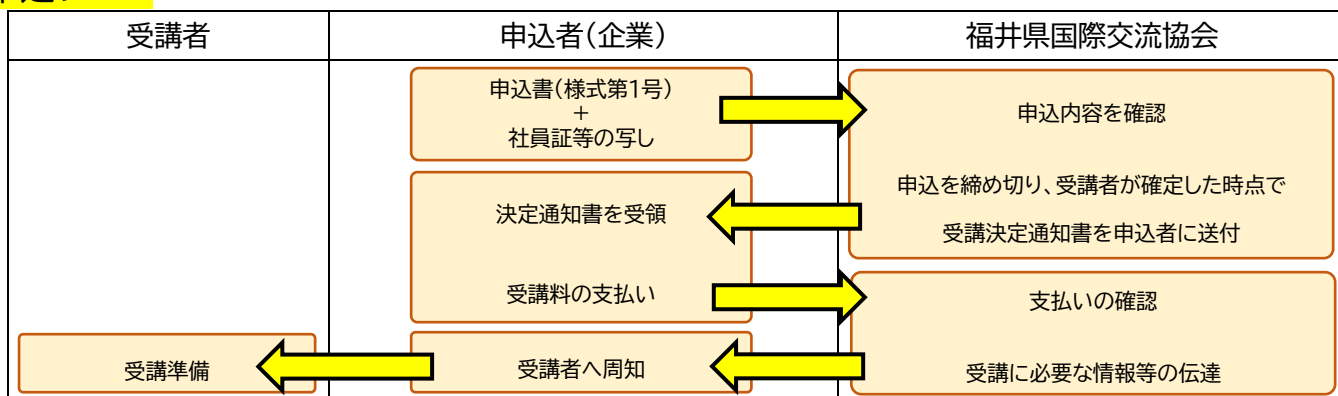 受講者
申込者(企業)
福井県国際交流協会
申込書(様式第1号)
+
社員証等の写し
申込内容を確認
申込を締め切り、受講者が確定した時点で
受講決定通知書を申込者に送付
決定通知書を受領
受講料の支払い
支払いの確認
受講に必要な情報等の伝達
受講者へ周知
受講準備